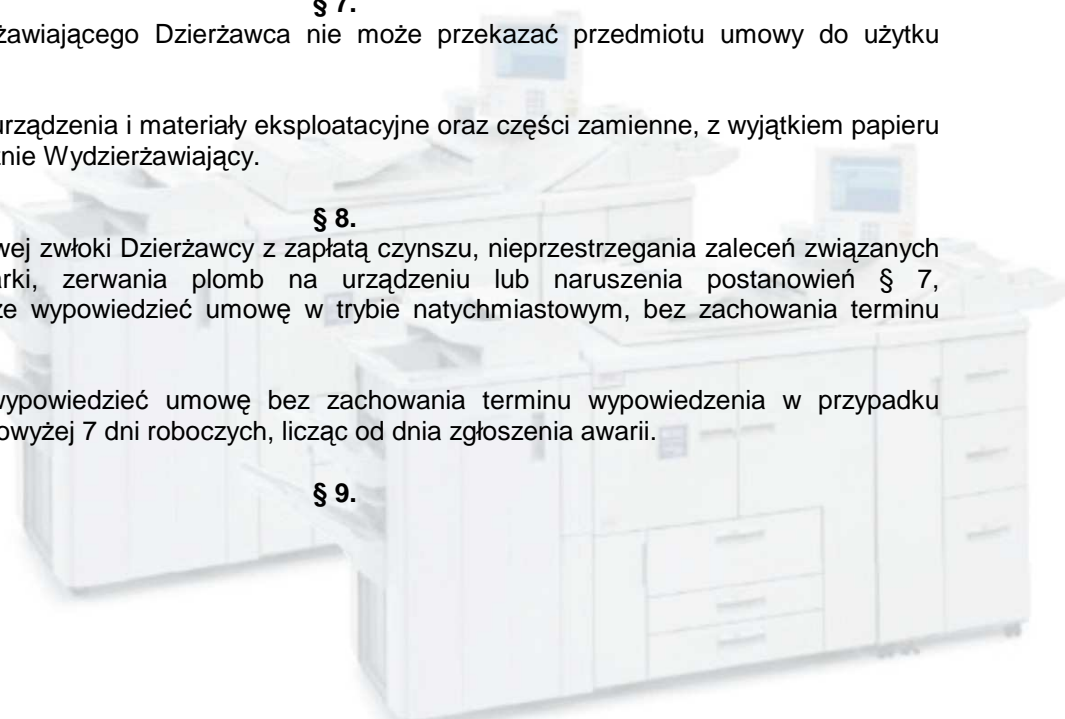 § 7.
żawiającego Dzierżawca nie może przekazać przedmiotu umowy do użytku
urządzenia i materiały eksploatacyjne oraz części zamienne, z wyjątkiem papieru
nie Wydzierżawiający.
§ 8.
wej zwłoki Dzierżawcy z zapłatą czynszu, nieprzestrzegania zaleceń związanych
arki, zerwania plomb na urządzeniu lub naruszenia postanowień § 7,
że wypowiedzieć umowę w trybie natychmiastowym, bez zachowania terminu
wypowiedzieć umowę bez zachowania terminu wypowiedzenia w przypadku
owyżej 7 dni roboczych, licząc od dnia zgłoszenia awarii.
§ 9.